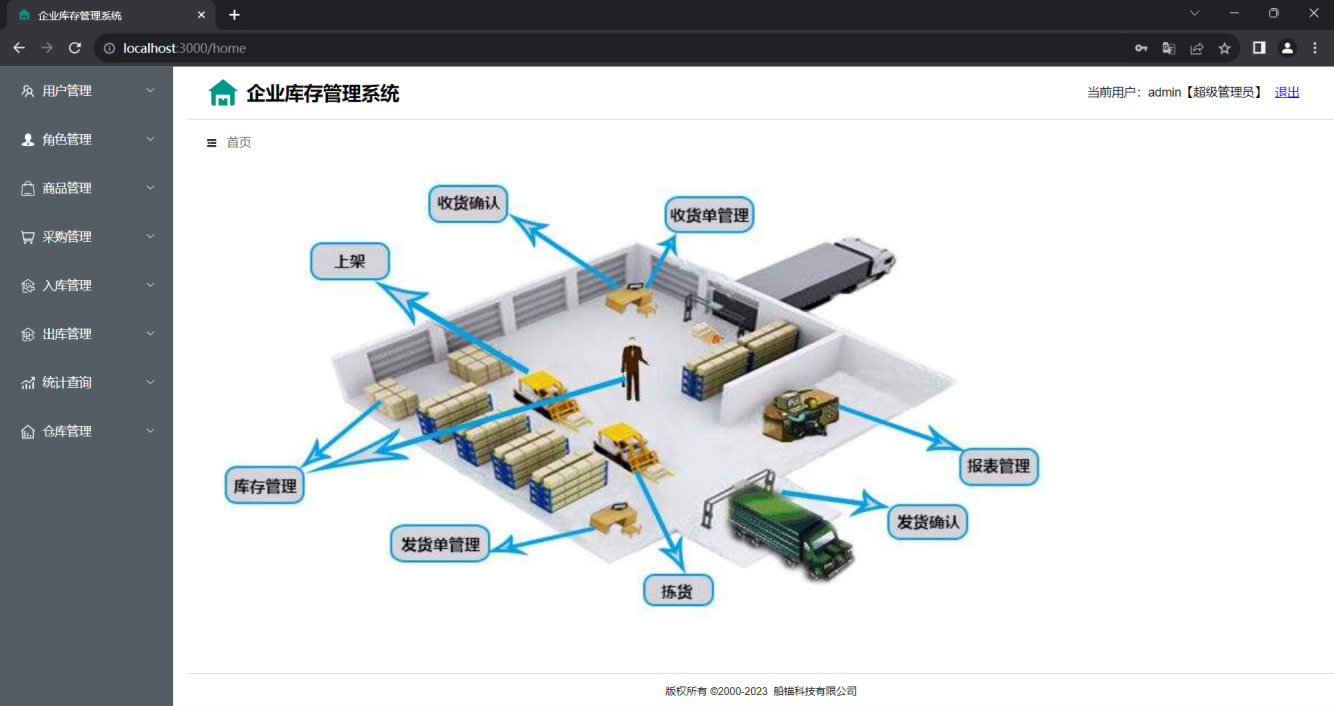 企业库存管理系统
localhost:3000/home
用户管理
角色管理
商品管理
采购管理
入库管理
出库管理
统计查询
仓库管理
企业库存管理系统
当前用户：admin【超级管理员】 退出
首页
收货确认
收货单管理
上架
库存管理
报表管理
发货确认
发货单管理
拣货
版权所有 ©2000-2023 船锚科技有限公司